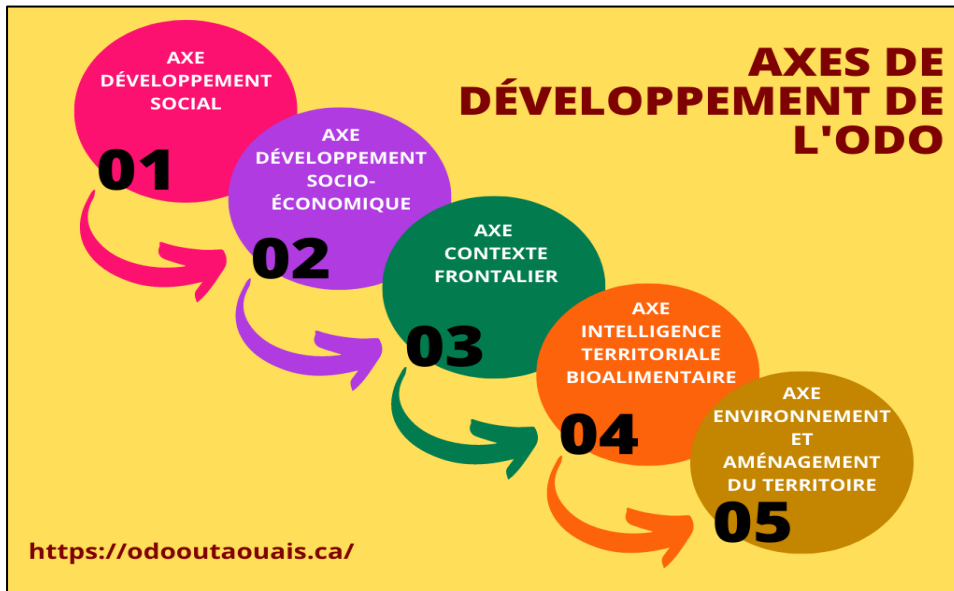 AXES DE
DÉVELOPPEMENT DE
L'ODO
AXE
DÉVELOPPEMENT
SOCIAL
01
AXE
DÉVELOPPEMENT
SOCIO-
ÉCONOMIQUE
02
AXE
CONTEXTE
FRONTALIER
03
AXE
INTELLIGENCE
TERRITORIALE
BIOALIMENTAIRE
04
AXE
ENVIRONNEMENT
ET
AMÉNAGEMENT
DU TERRITOIRE
05
https://odooutaouais.ca/